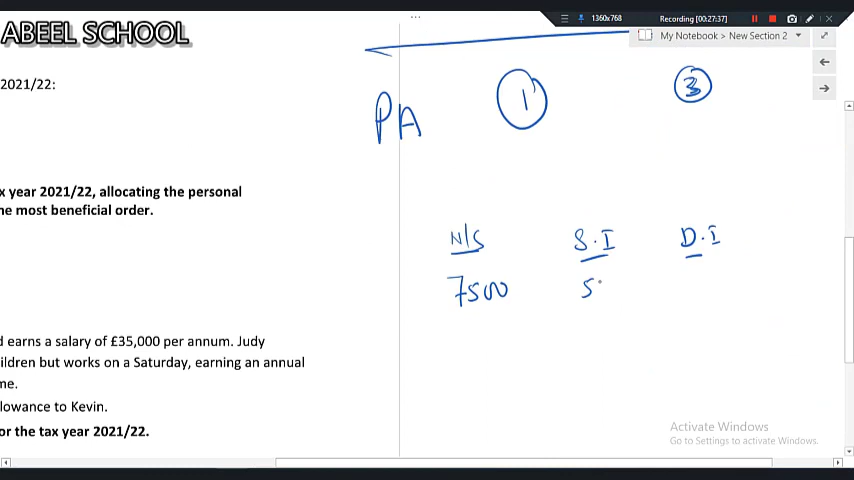 1360x768
Recording [00:27:37]
My Notebook > New Section 2
ABEEL SCHOOL
2021/22:
PA 1 3
x year 2021/22, allocating the personal
e most beneficial order.
N/S S.I D.I
7500 5
d earns a salary of £35,000 per annum. Judy
ildren but works on a Saturday, earning an annual
me.
lowance to Kevin.
or the tax year 2021/22.
Activate Windows
Go to Settings to activate Windows.